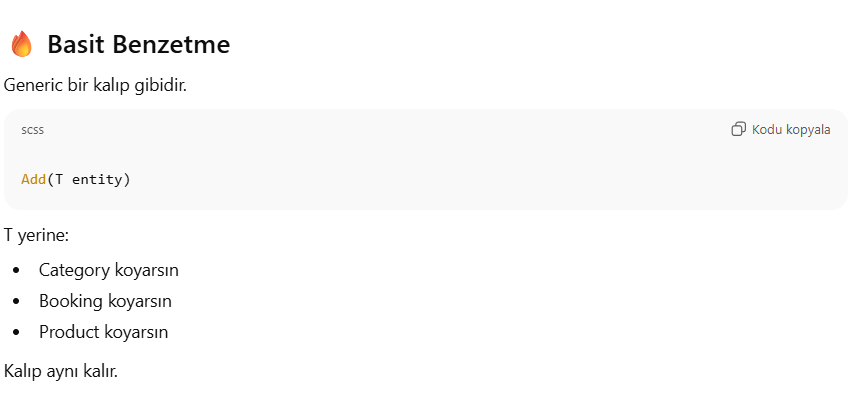 🔥 Basit Benzetme
Generic bir kalıp gibidir.
scss
Kodu kopyala
Add(T entity)
T yerine:
• Category koyarsın
• Booking koyarsın
• Product koyarsın
Kalıp aynı kalır.